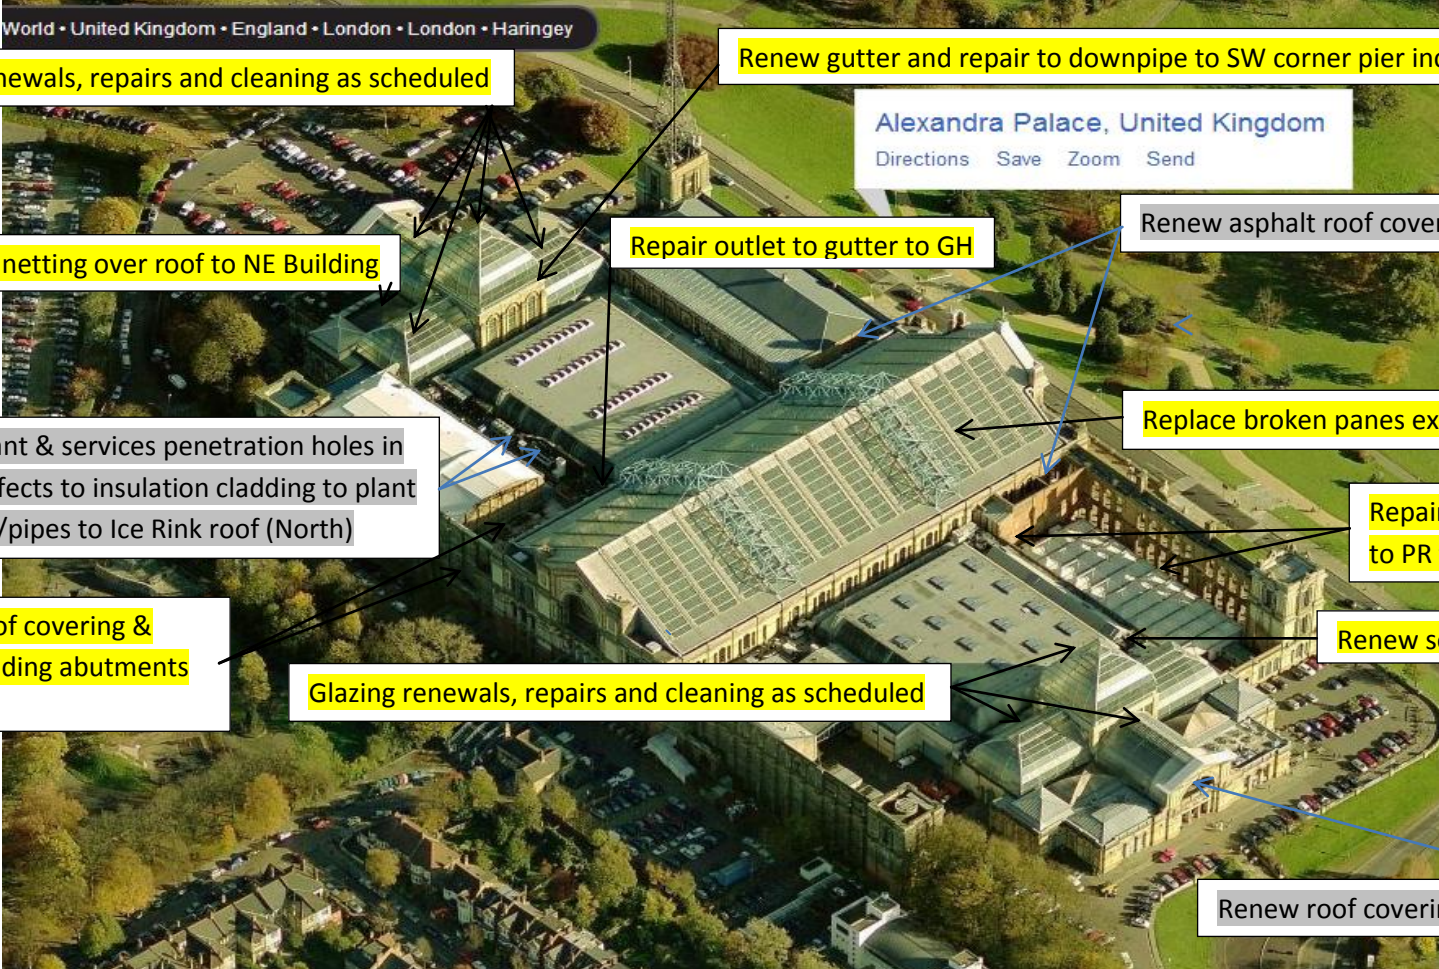 World • United Kingdom • England • London • London • Haringey
newals, repairs and cleaning as scheduled
Renew gutter and repair to downpipe to SW corner pier inc
Alexandra Palace, United Kingdom
Directions Save Zoom Send
Renew asphalt roof cover
Repair outlet to gutter to GH
netting over roof to NE Building
Replace broken panes ex
nt & services penetration holes in
fects to insulation cladding to plant
/pipes to Ice Rink roof (North)
Repair
to PR
of covering &
ding abutments
Renew s
Glazing renewals, repairs and cleaning as scheduled
Renew roof coveri